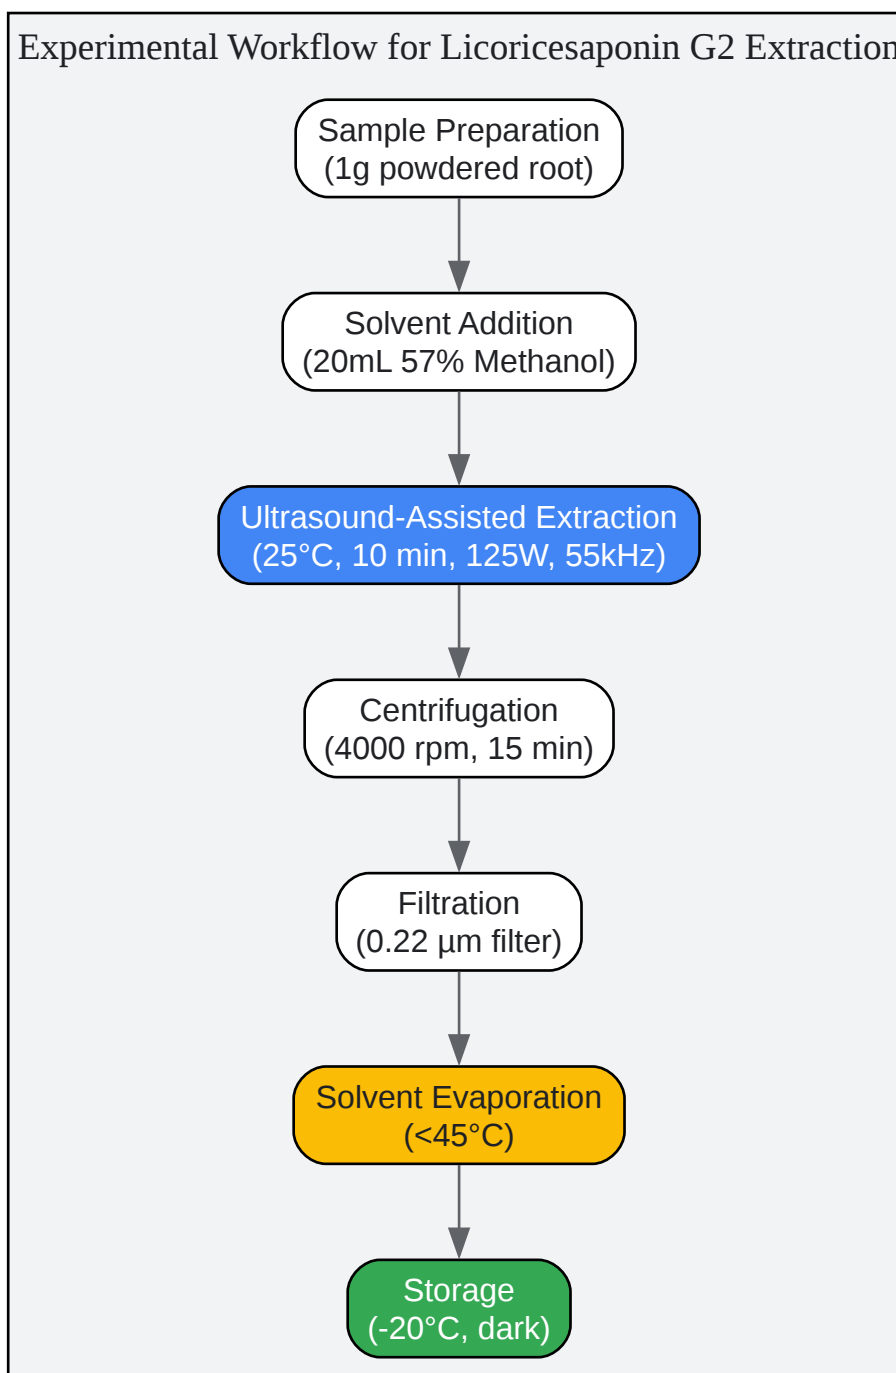 Experimental Workflow for Licoricesaponin G2 Extraction
Sample Preparation
(1g powdered root)
Solvent Addition
(20mL 57% Methanol)
Ultrasound-Assisted Extraction
(25°C, 10 min, 125W, 55kHz)
Centrifugation
(4000 rpm, 15 min)
Filtration
(0.22 µm filter)
Solvent Evaporation
(<45°C)
Storage
(-20°C, dark)